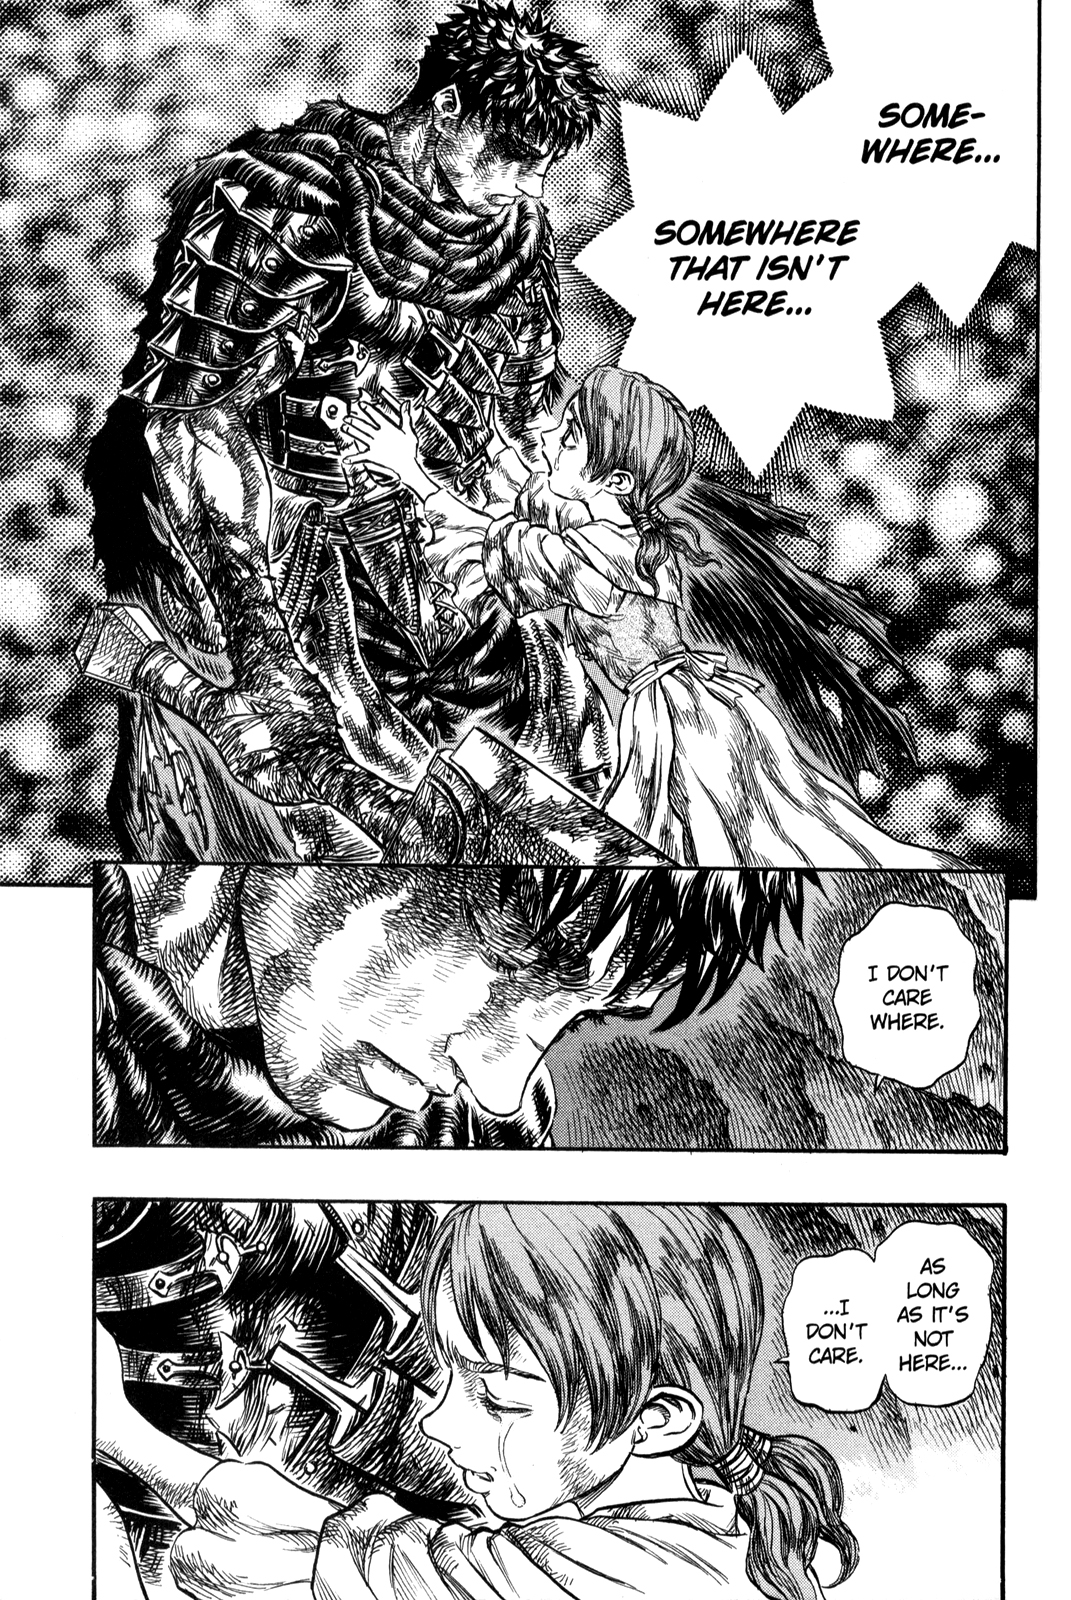 SOME-
WHERE...
SOMEWHERE
THAT ISN'T
HERE...
I DON'T
CARE
WHERE.
AS
LONG
AS IT'S
NOT
HERE...
...I
DON'T
CARE.